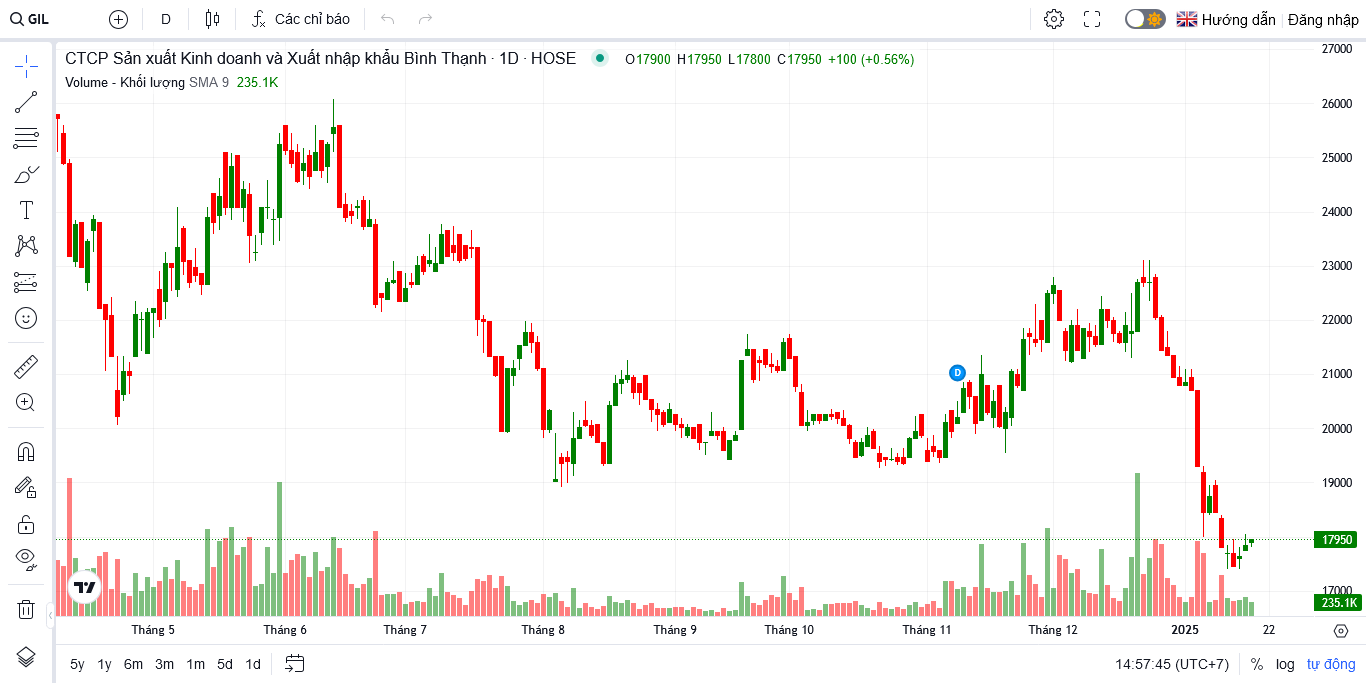 GIL D Các chỉ báo Hướng dẫn Đăng nhập
CTCP Sản xuất Kinh doanh và Xuất nhập khẩu Bình Thạnh · 1D · HOSE O17900 H17950 L17800 C17950 +100 (+0.56%)
Volume - Khối lượng SMA 9 235.1K
27000
26000
25000
24000
23000
22000
21000
D
20000
19000
17950
17000
235.1K
Tháng 5 Tháng 6 Tháng 7 Tháng 8 Tháng 9 Tháng 10 Tháng 11 Tháng 12 2025 22
5y 1y 6m 3m 1m 5d 1d 14:57:45 (UTC+7) % log tự động